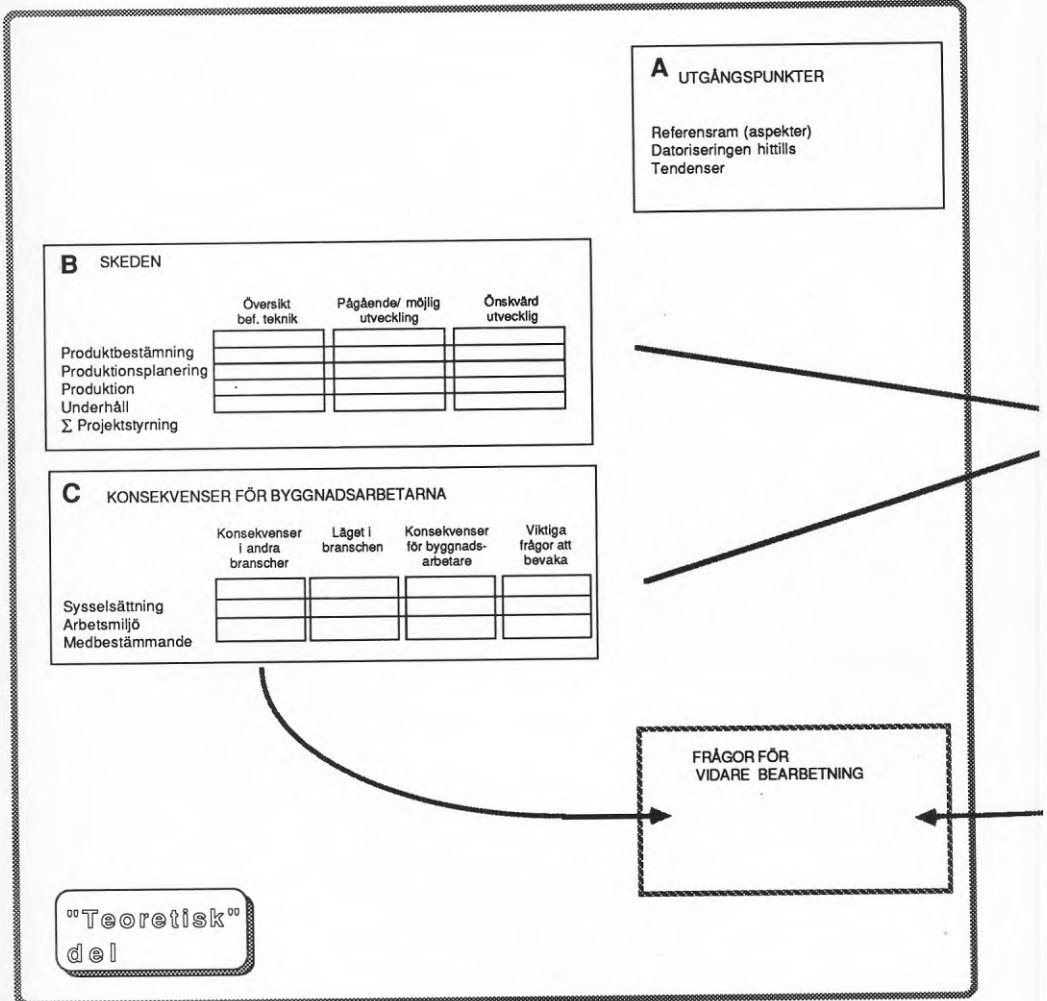 A UTGÅNGSPUNKTER
Referensram (aspekter)
Datoriseringen hittills
Tendenser
B SKEDEN
Översikt bef. teknik
Pågående/ möjlig utveckling
Önskvärd utvecklig
Produktbestämning
Produktionsplanering
Produktion
Underhåll
Σ Projektstyrning
C KONSEKVENSER FÖR BYGGNADSARBETARNA
Konsekvenser i andra branscher
Läget i branschen
Konsekvenser för byggnads-arbetare
Viktiga frågor att bevaka
Sysselsättning
Arbetsmiljö
Medbestämmande
FRÅGOR FÖR
VIDARE BEARBETNING
"Teoretisk"
del